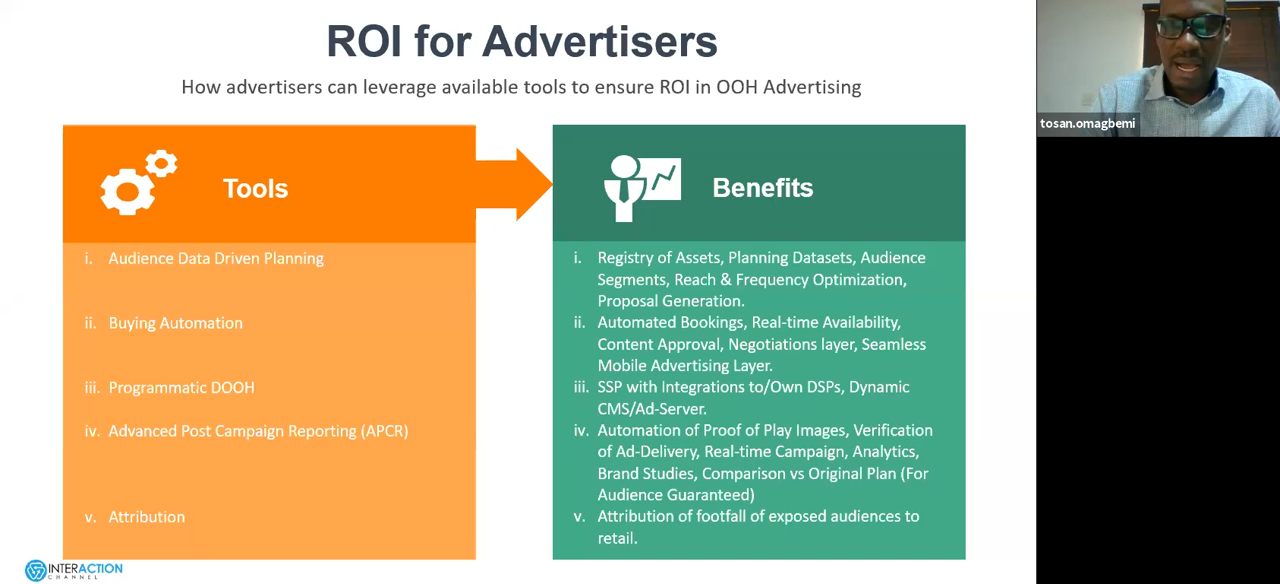 ROI for Advertisers
How advertisers can leverage available tools to ensure ROI in OOH Advertising
tosan.omagbemi
Tools
i. Audience Data Driven Planning
ii. Buying Automation
iii. Programmatic DOOH
iv. Advanced Post Campaign Reporting (APCR)
v. Attribution
Benefits
i. Registry of Assets, Planning Datasets, Audience
Segments, Reach & Frequency Optimization,
Proposal Generation.
ii. Automated Bookings, Real-time Availability,
Content Approval, Negotiations layer, Seamless
Mobile Advertising Layer.
iii. SSP with Integrations to/Own DSPs, Dynamic
CMS/Ad-Server.
iv. Automation of Proof of Play Images, Verification
of Ad-Delivery, Real-time Campaign, Analytics,
Brand Studies, Comparison vs Original Plan (For
Audience Guaranteed)
v. Attribution of footfall of exposed audiences to
retail.
INTERACTION
CHANNEL